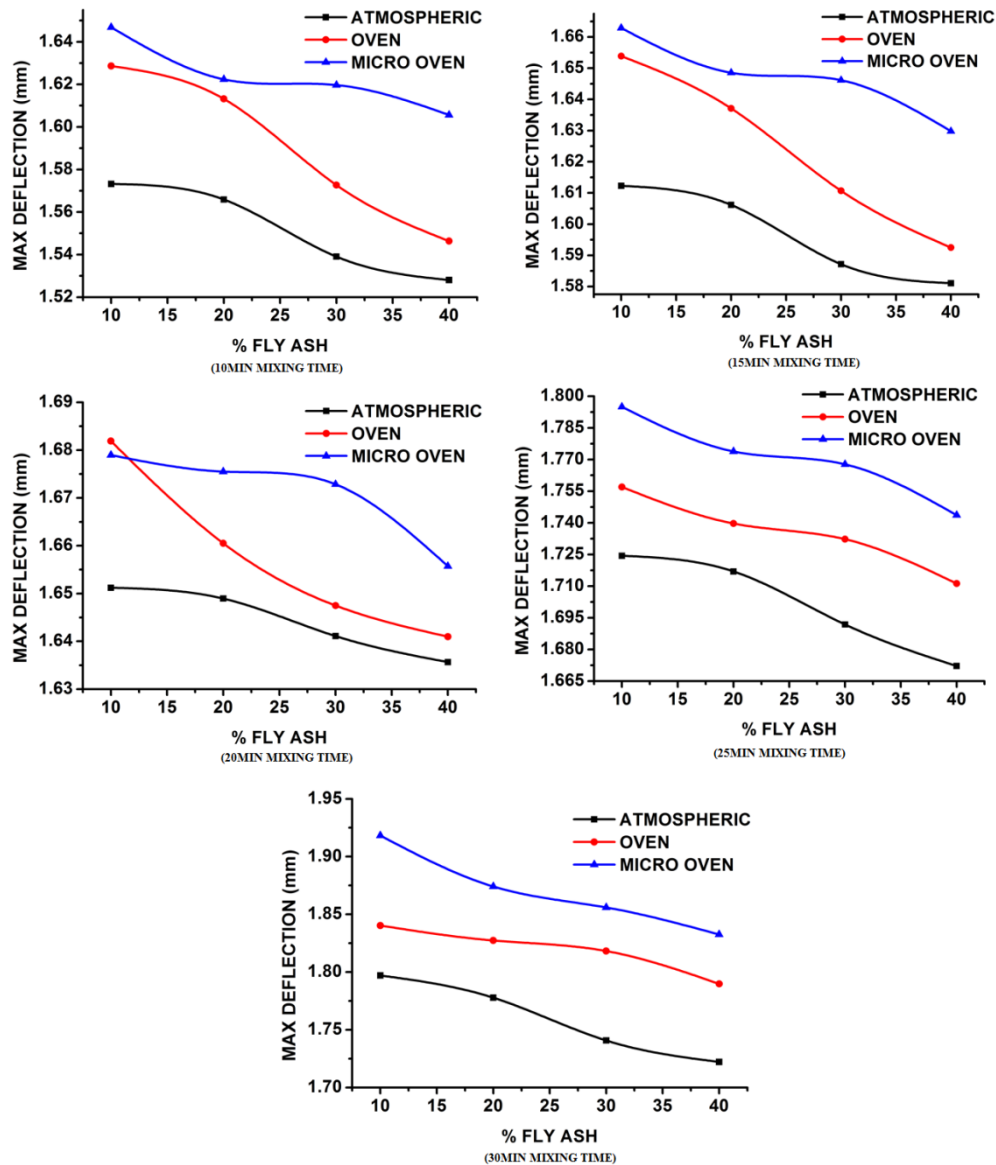 ATMOSPHERIC
OVEN
MICRO OVEN
MAX DEFLECTION (mm)
1.64
1.62
1.60
1.58
1.56
1.54
1.52
10 15 20 25 30 35 40
% FLY ASH
(10MIN MIXING TIME)
ATMOSPHERIC
OVEN
MICRO OVEN
MAX DEFLECTION (mm)
1.66
1.65
1.64
1.63
1.62
1.61
1.60
1.59
1.58
10 15 20 25 30 35 40
% FLY ASH
(15MIN MIXING TIME)
ATMOSPHERIC
OVEN
MICRO OVEN
MAX DEFLECTION (mm)
1.69
1.68
1.67
1.66
1.65
1.64
1.63
10 15 20 25 30 35 40
% FLY ASH
(20MIN MIXING TIME)
ATMOSPHERIC
OVEN
MICRO OVEN
MAX DEFLECTION (mm)
1.800
1.785
1.770
1.755
1.740
1.725
1.710
1.695
1.680
1.665
10 15 20 25 30 35 40
% FLY ASH
(25MIN MIXING TIME)
ATMOSPHERIC
OVEN
MICRO OVEN
MAX DEFLECTION (mm)
1.95
1.90
1.85
1.80
1.75
1.70
10 15 20 25 30 35 40
% FLY ASH
(30MIN MIXING TIME)